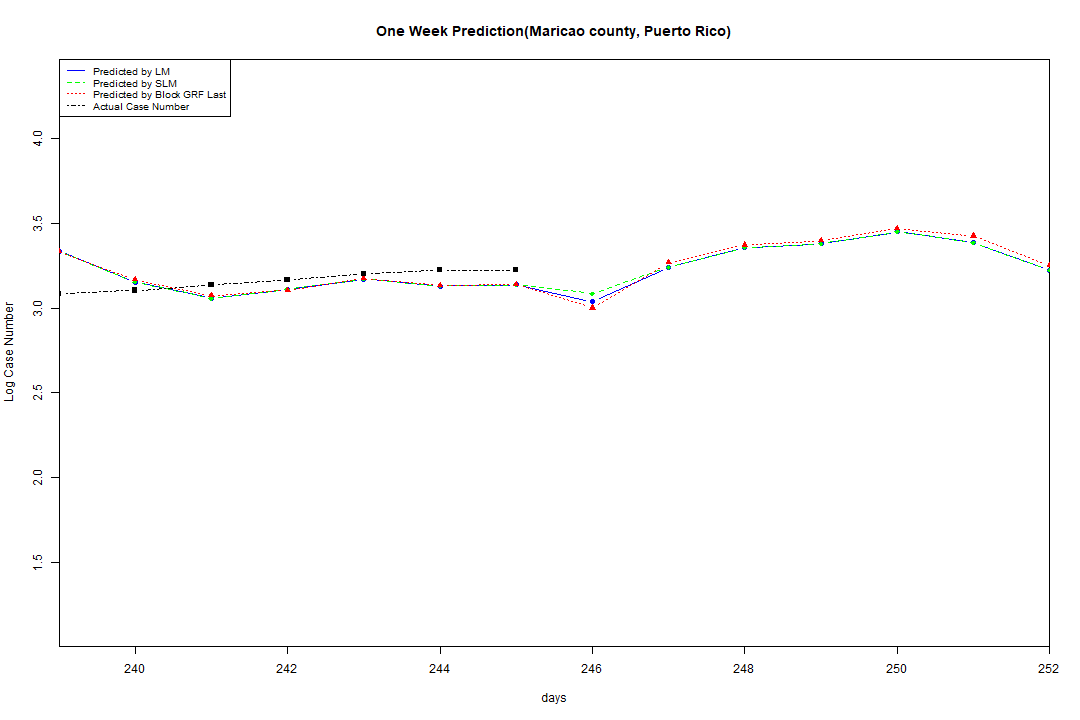 One Week Prediction(Maricao county, Puerto Rico)
Predicted by LM
Predicted by SLM
Predicted by Block GRF Last
Actual Case Number
4.0
3.5
3.0
2.5
2.0
1.5
Log Case Number
240 242 244 246 248 250 252
days